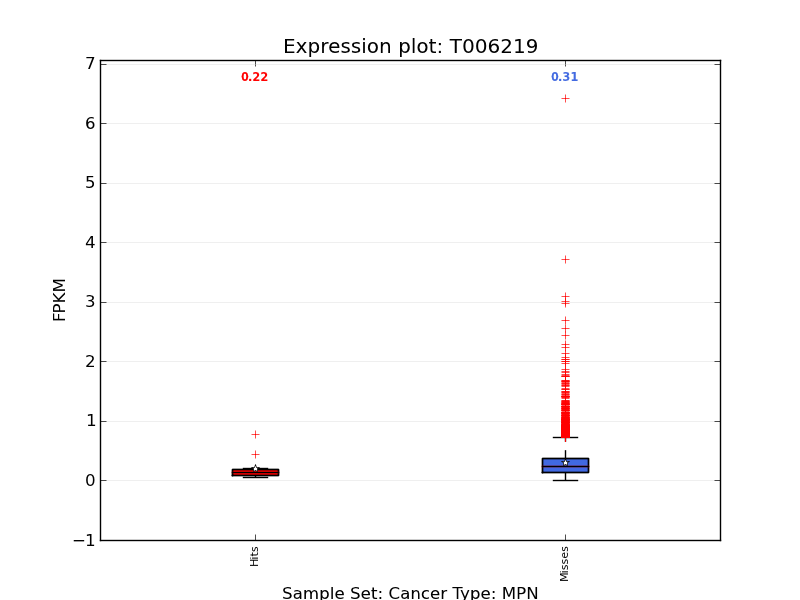 Expression plot: T006219
0.22
0.31
7
6
5
4
3
2
1
0
−1
FPKM
Hits
Misses
Sample Set: Cancer Type: MPN